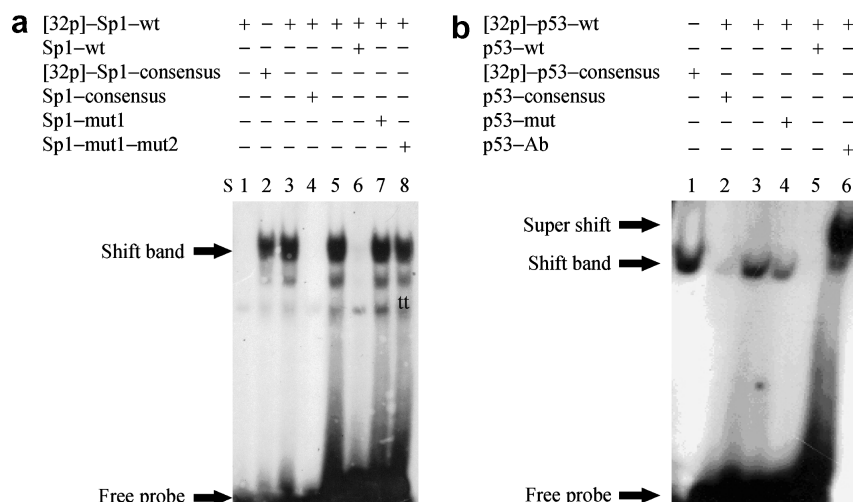 a
[32p]–Sp1–wt + – + + + + + +
Sp1–wt – – – – – + – –
[32p]–Sp1–consensus – + – – – – – –
Sp1–consensus – – – + – – – –
Sp1–mut1 – – – – – – + –
Sp1–mut1–mut2 – – – – – – – +
S 1 2 3 4 5 6 7 8
Shift band
tt
Free probe
b
[32p]–p53–wt – + + + + +
p53–wt – – – – + –
[32p]–p53–consensus + – – – – –
p53–consensus – + – – – –
p53–mut – – – + – –
p53–Ab – – – – – +
1 2 3 4 5 6
Super shift
Shift band
Free probe